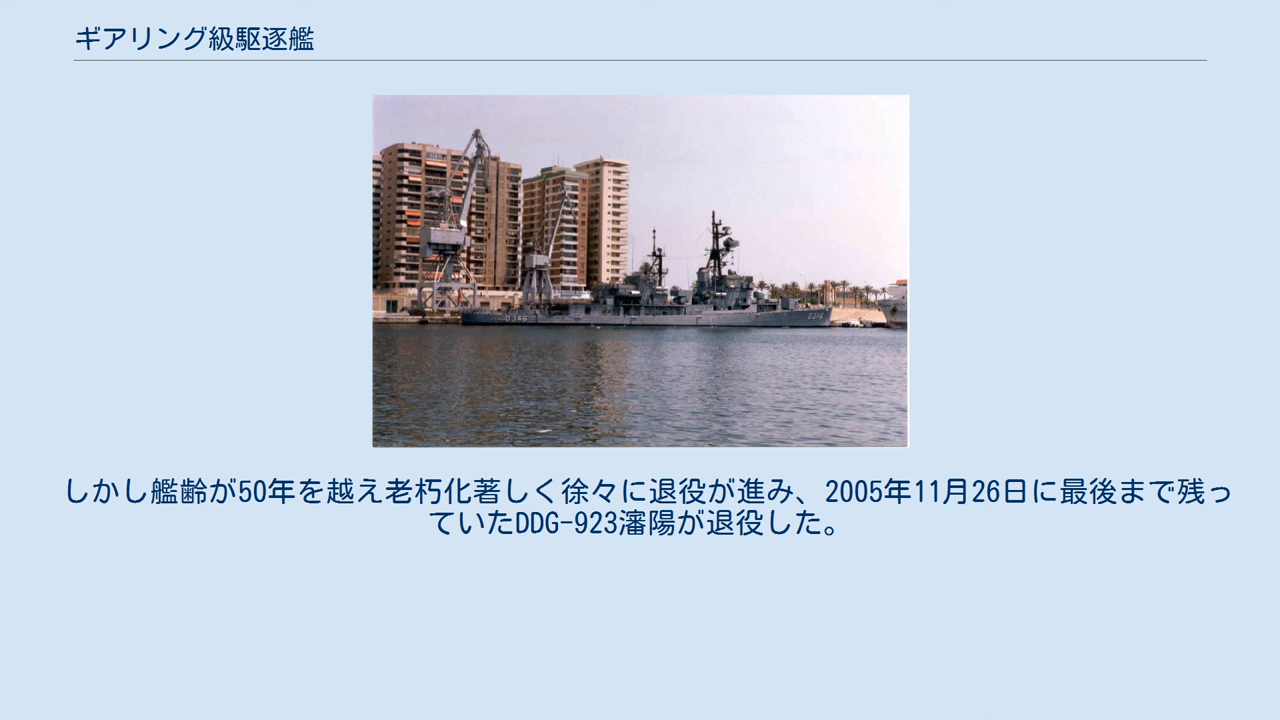 ギアリング級駆逐艦
D346
D346
しかし艦齢が50年を越え老朽化著しく徐々に退役が進み、2005年11月26日に最後まで残っ
ていたDDG-923瀋陽が退役した。